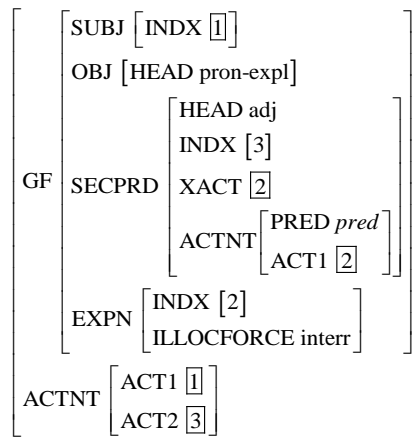 SUBJ [INDX 1]
OBJ [HEAD pron-expl]
HEAD adj
INDX [3]
GF SECPRD XACT 2
ACTNT PRED pred
ACT1 2
EXPN INDX [2]
ILLOCFORCE interr
ACTNT ACT1 1
ACT2 3